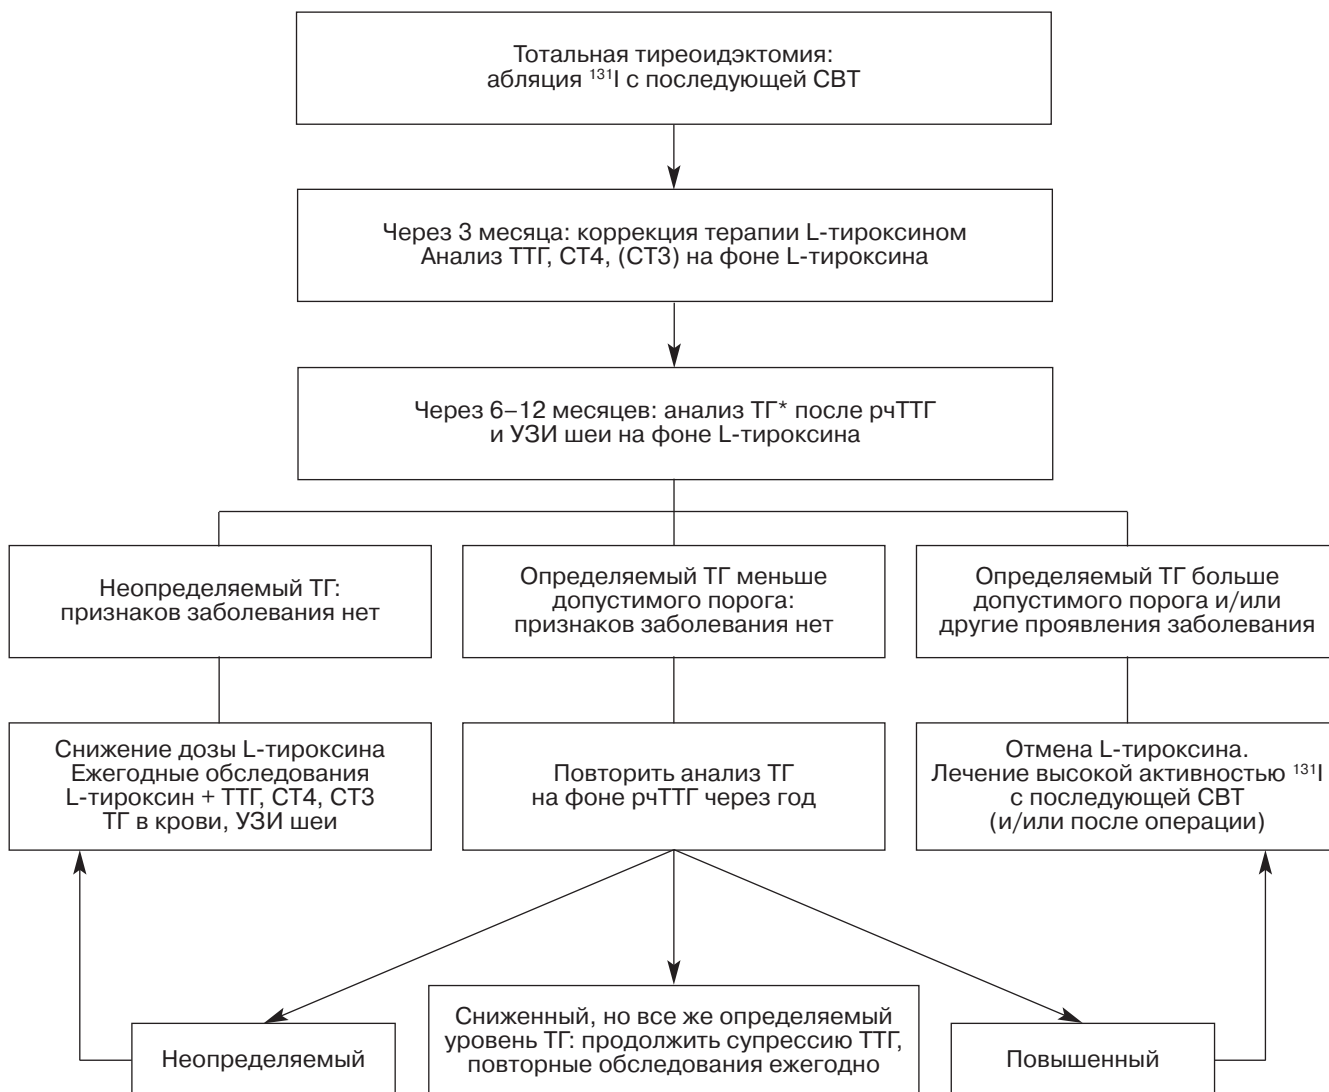 Тотальная тиреоидэктомия:
абляция ¹³¹I с последующей СВТ
Через 3 месяца: коррекция терапии L-тироксином
Анализ ТТГ, СТ4, (СТ3) на фоне L-тироксина
Через 6–12 месяцев: анализ ТГ* после рчТТГ
и УЗИ шеи на фоне L-тироксина
Неопределяемый ТГ:
признаков заболевания нет
Определяемый ТГ меньше
допустимого порога:
признаков заболевания нет
Определяемый ТГ больше
допустимого порога и/или
другие проявления заболевания
Снижение дозы L-тироксина
Ежегодные обследования
L-тироксин + ТТГ, СТ4, СТ3
ТГ в крови, УЗИ шеи
Повторить анализ ТГ
на фоне рчТТГ через год
Отмена L-тироксина.
Лечение высокой активностью ¹³¹I
с последующей СВТ
(и/или после операции)
Неопределяемый
Сниженный, но все же определяемый
уровень ТГ: продолжить супрессию ТТГ,
повторные обследования ежегодно
Повышенный